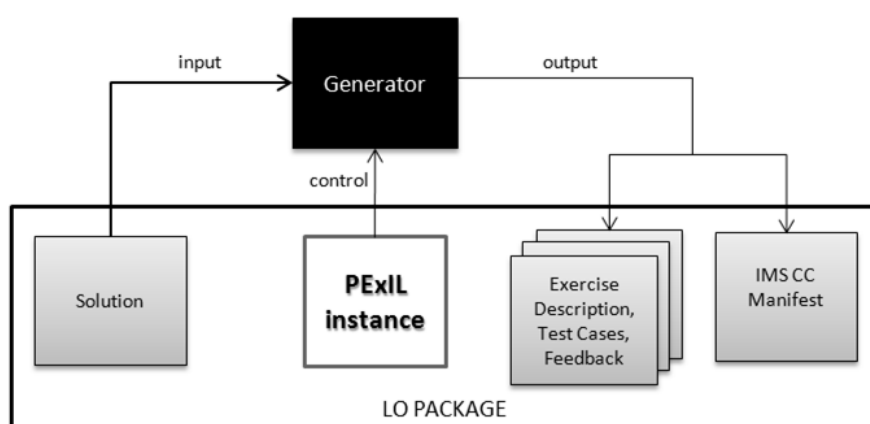 input
Generator
output
control
Solution
PExIL
instance
Exercise
Description,
Test Cases,
Feedback
IMS CC
Manifest
LO PACKAGE